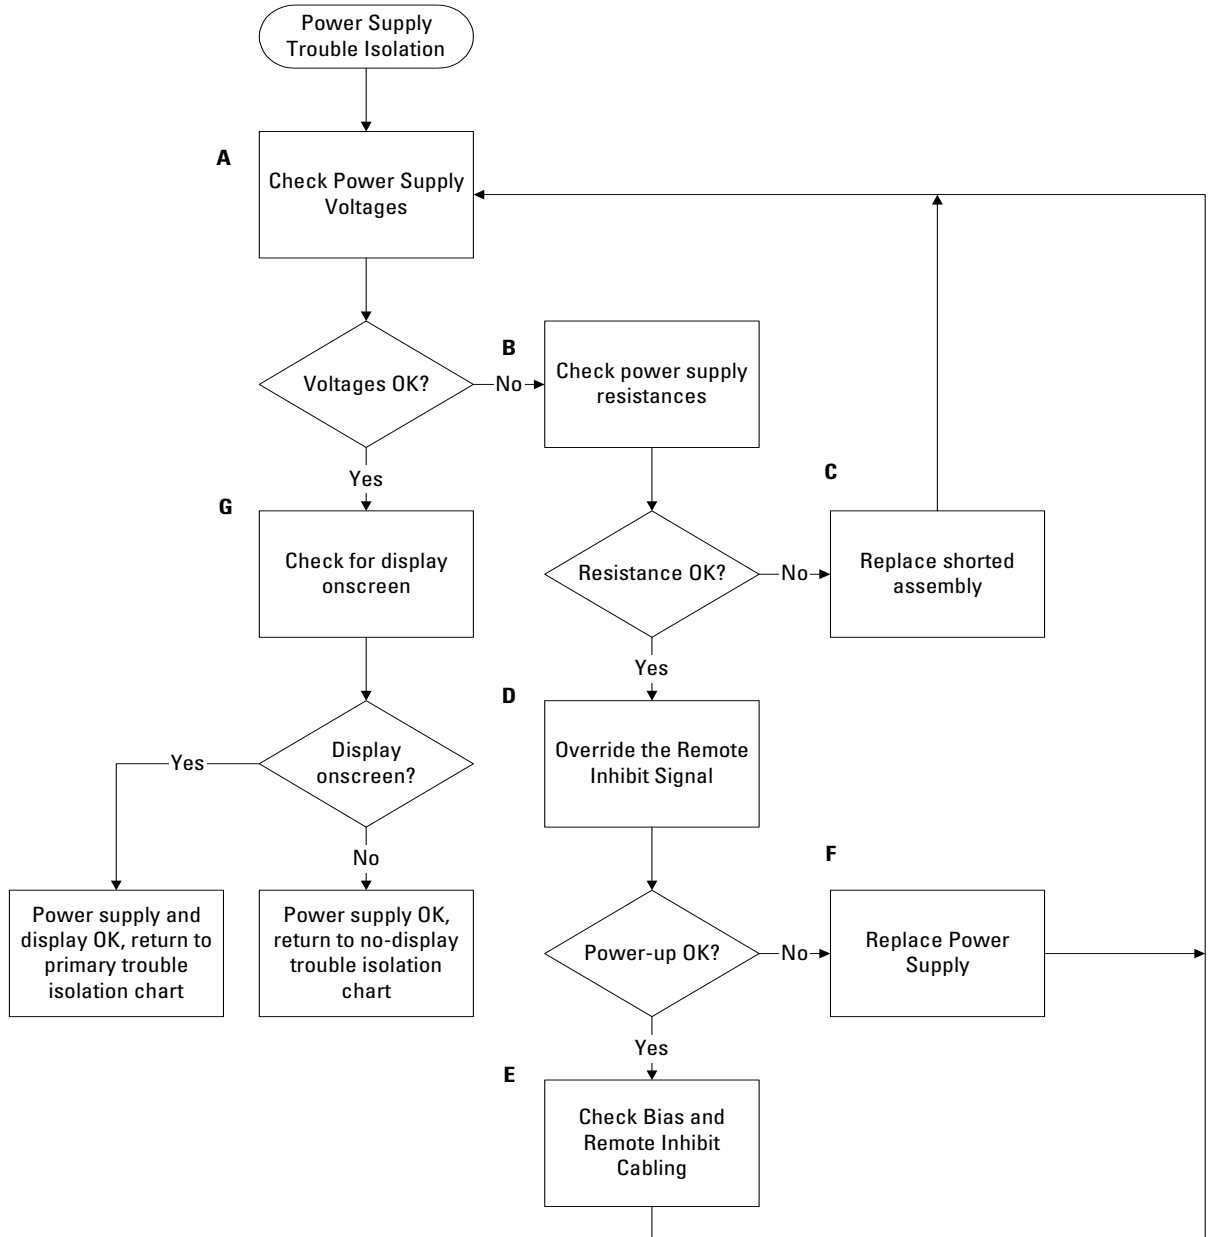 Power Supply
Trouble Isolation
A
Check Power Supply
Voltages
Voltages OK?
No
B
Check power supply
resistances
Yes
G
Check for display
onscreen
Resistance OK?
No
C
Replace shorted
assembly
Yes
D
Override the Remote
Inhibit Signal
Display
onscreen?
Yes
No
Power supply and
display OK, return to
primary trouble
isolation chart
Power supply OK,
return to no-display
trouble isolation
chart
Power-up OK?
No
F
Replace Power
Supply
Yes
E
Check Bias and
Remote Inhibit
Cabling